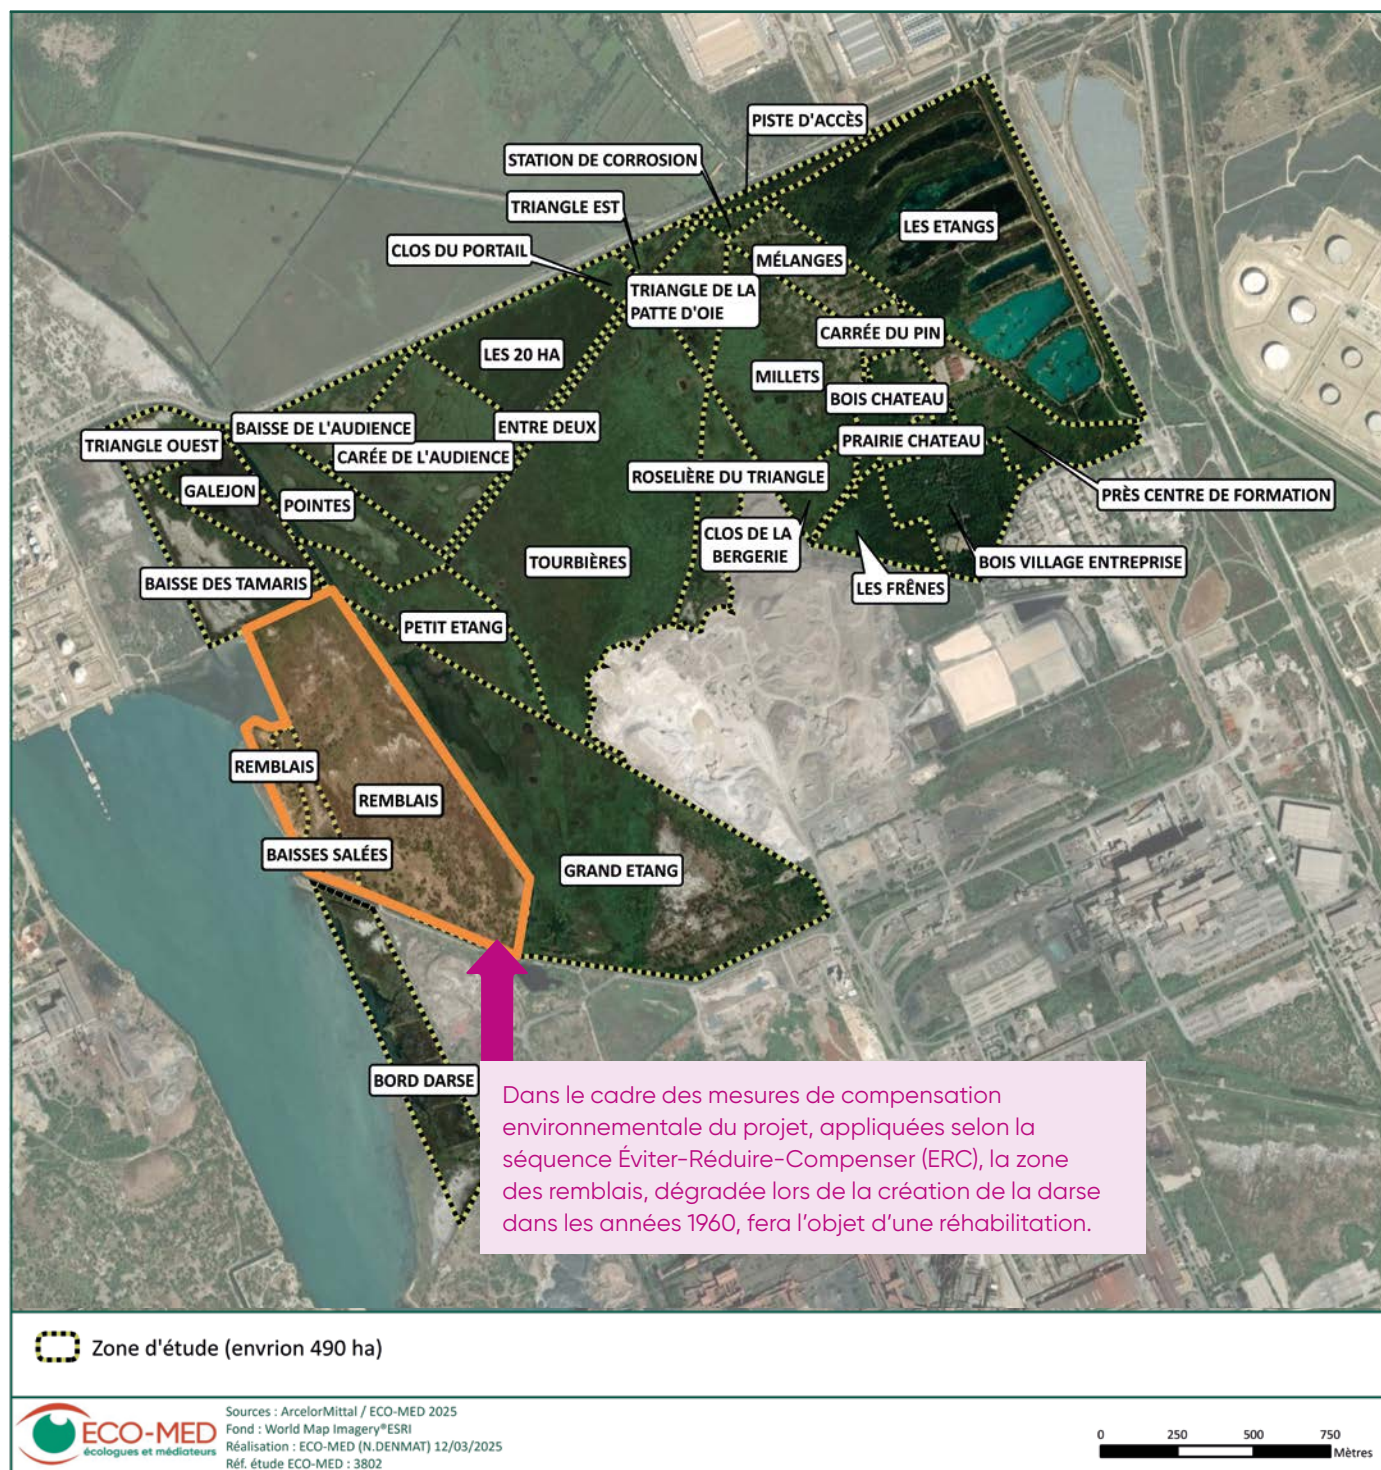 PISTE D'ACCÈS
STATION DE CORROSION
TRIANGLE EST
CLOS DU PORTAIL
LES ETANGS
MÉLANGES
TRIANGLE DE LA
PATTE D'OIE
CARRÉE DU PIN
LES 20 HA
MILLETS
BOIS CHATEAU
BAISSE DE L'AUDIENCE
ENTRE DEUX
TRIANGLE OUEST
CARÉE DE L'AUDIENCE
PRAIRIE CHATEAU
ROSELIÈRE DU TRIANGLE
GALEJON
POINTES
PRÈS CENTRE DE FORMATION
CLOS DE LA
BERGERIE
TOURBIÈRES
BOIS VILLAGE ENTREPRISE
BAISSE DES TAMARIS
LES FRÊNES
PETIT ETANG
REMBLAIS
REMBLAIS
BAISSES SALÉES
GRAND ETANG
BORD DARSE
Dans le cadre des mesures de compensation
environnementale du projet, appliquées selon la
séquence Éviter-Réduire-Compenser (ERC), la zone
des remblais, dégradée lors de la création de la darse
dans les années 1960, fera l'objet d'une réhabilitation.
Zone d'étude (envrion 490 ha)
ECO-MED
écologues et médiateurs
Sources : ArcelorMittal / ECO-MED 2025
Fond : World Map Imagery®ESRI
Réalisation : ECO-MED (N.DENMAT) 12/03/2025
Réf. étude ECO-MED : 3802
0 250 500 750
Mètres